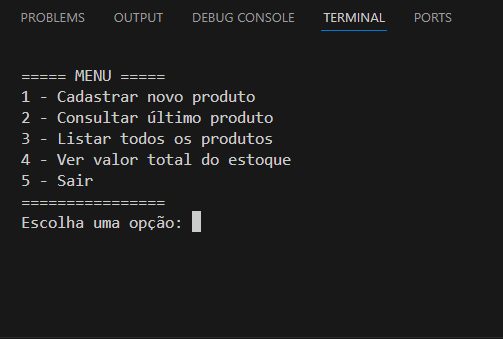 PROBLEMS OUTPUT DEBUG CONSOLE TERMINAL PORTS
===== MENU =====
1 - Cadastrar novo produto
2 - Consultar último produto
3 - Listar todos os produtos
4 - Ver valor total do estoque
5 - Sair
================
Escolha uma opção: